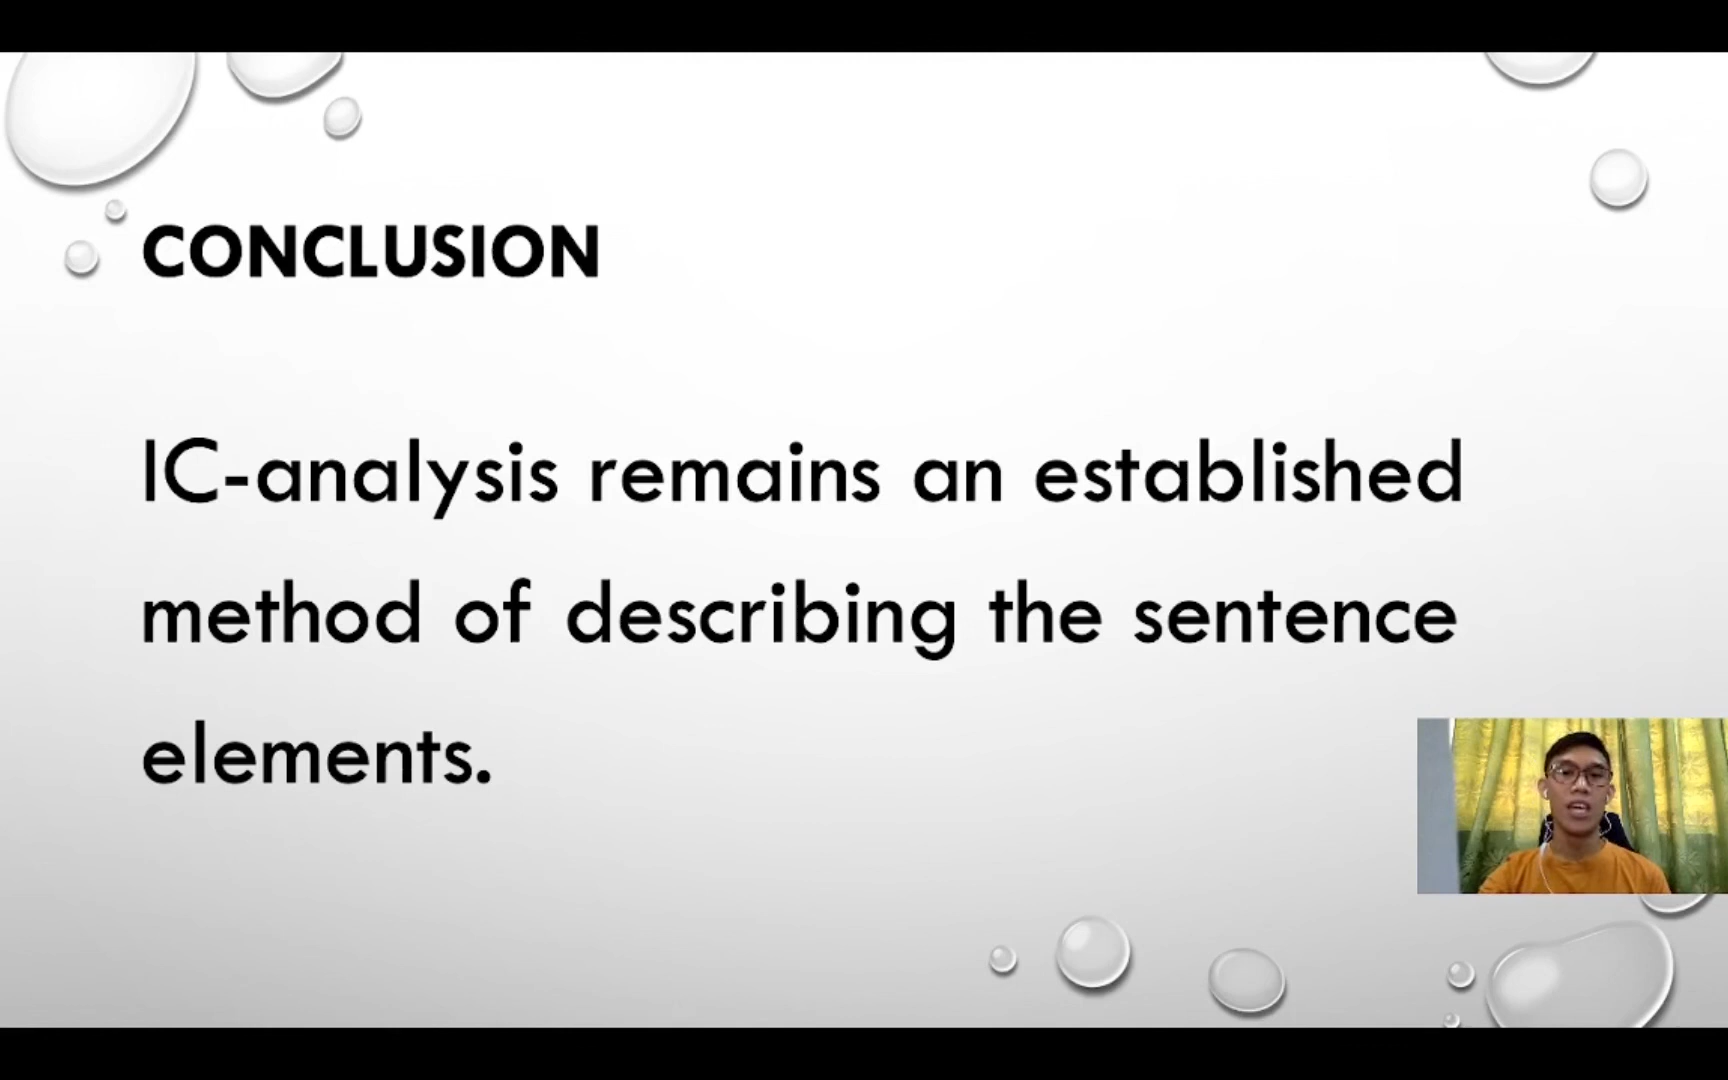 CONCLUSION
IC-analysis remains an established
method of describing the sentence
elements.